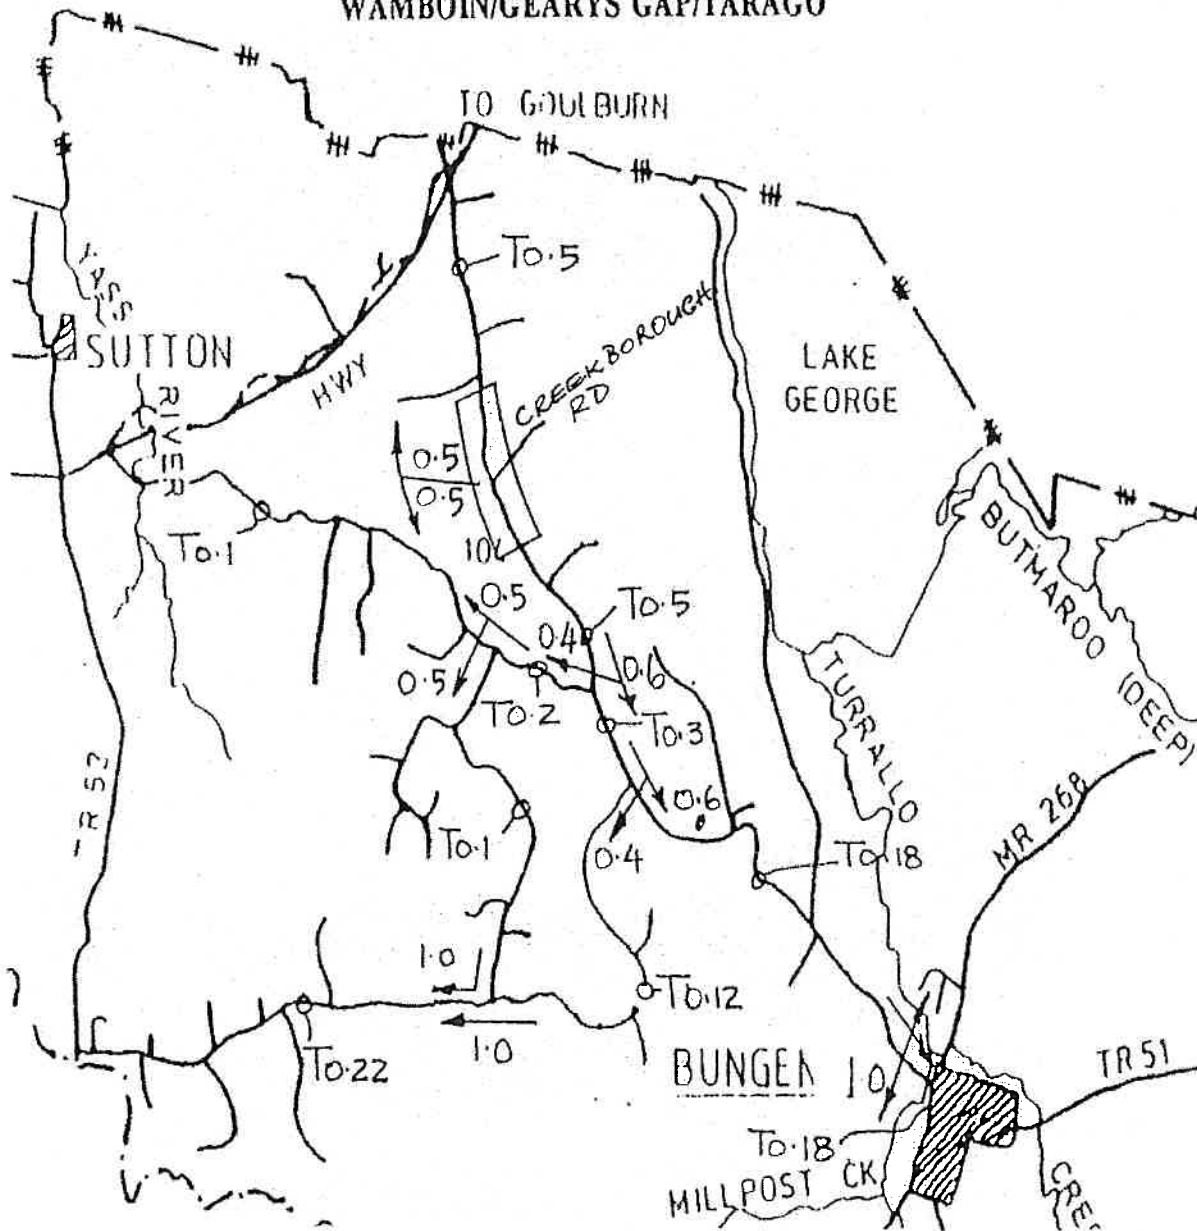 WAMBOIN/GEARYS GAP/TARAGO
TO GOULBURN
To.5
YASS
SUTTON
RIVER
HWY
CREEKBOROUGH
RD
LAKE
GEORGE
0.5
0.5
To.1
10%
0.5
To.5
0.4
0.6
0.5
To.2
To.3
BUTMAROO (DEEP)
TURRALLO
0.6
0.4
To.1
To.18
MR 268
1.0
To.12
1.0
To.22
BUNGEN
1.0
TR 51
To.18
MILLPOST CK